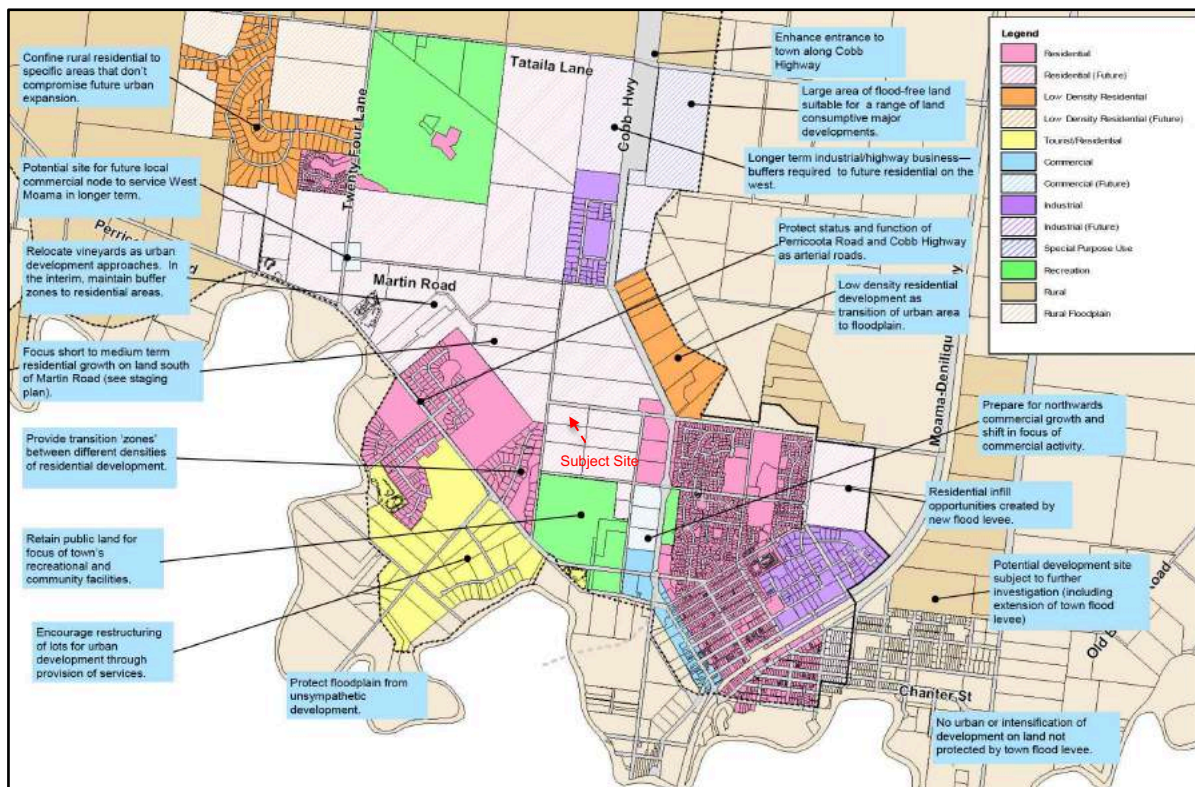 Confine rural residential to
specific areas that don't
compromise future urban
expansion.
Potential site for future local
commercial node to service West
Moama in longer term.
Relocate vineyards as urban
development approaches. In
the interim, maintain buffer
zones to residential areas.
Focus short to medium term
residential growth on land south
of Martin Road (see staging
plan).
Provide transition 'zones'
between different densities
of residential development.
Retain public land for
focus of town's
recreational and
community facilities.
Encourage restructuring
of lots for urban
development through
provision of services.
Protect floodplain from
unsympathetic
development.
Tataila Lane
Twenty Four Lane
Martin Road
Cobb Hwy
Subject Site
Enhance entrance to
town along Cobb
Highway
Large area of flood-free land
suitable for a range of land
consumptive major
developments.
Longer term industrial/highway business—
buffers required to future residential on the
west.
Protect status and function of
Perricoota Road and Cobb Highway
as arterial roads.
Low density residential
development as
transition of urban area
to floodplain.
Prepare for northwards
commercial growth and
shift in focus of
commercial activity.
Residential infill
opportunities created by
new flood levee.
Potential development site
subject to further
investigation (including
extension of town flood
levee)
No urban or intensification of
development on land not
protected by town flood levee.
Chanter St
Old
Road
Legend
Residential
Residential (Future)
Low Density Residential
Low Density Residential (Future)
Tourist/Residential
Commercial
Commercial (Future)
Industrial
Industrial (Future)
Special Purpose Use
Recreation
Rural
Rural Floodplain